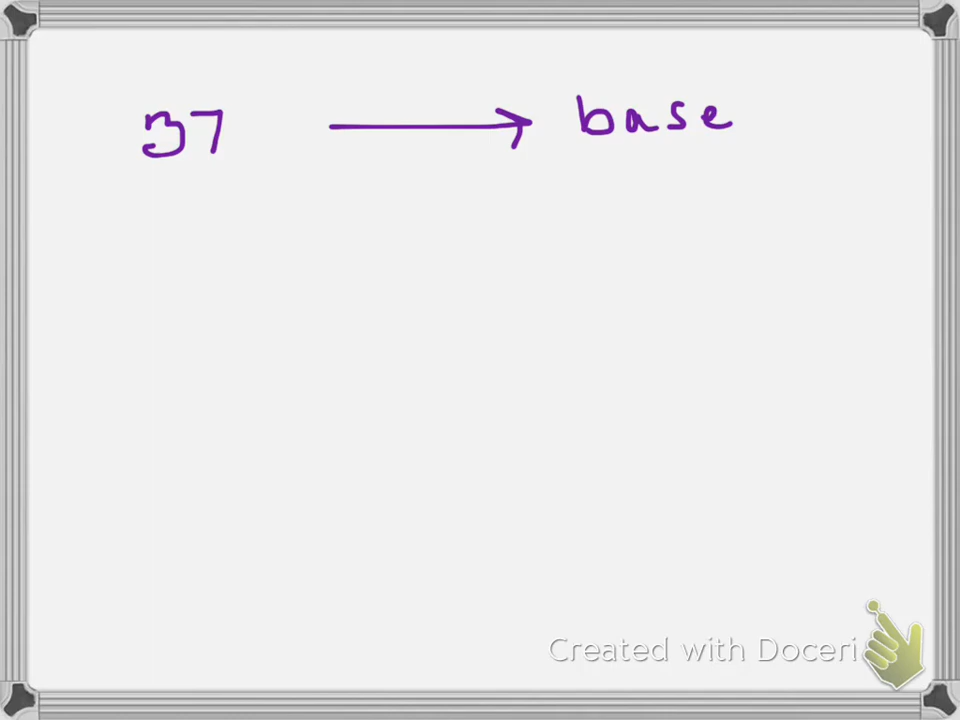 37 → base
Created with Doceri